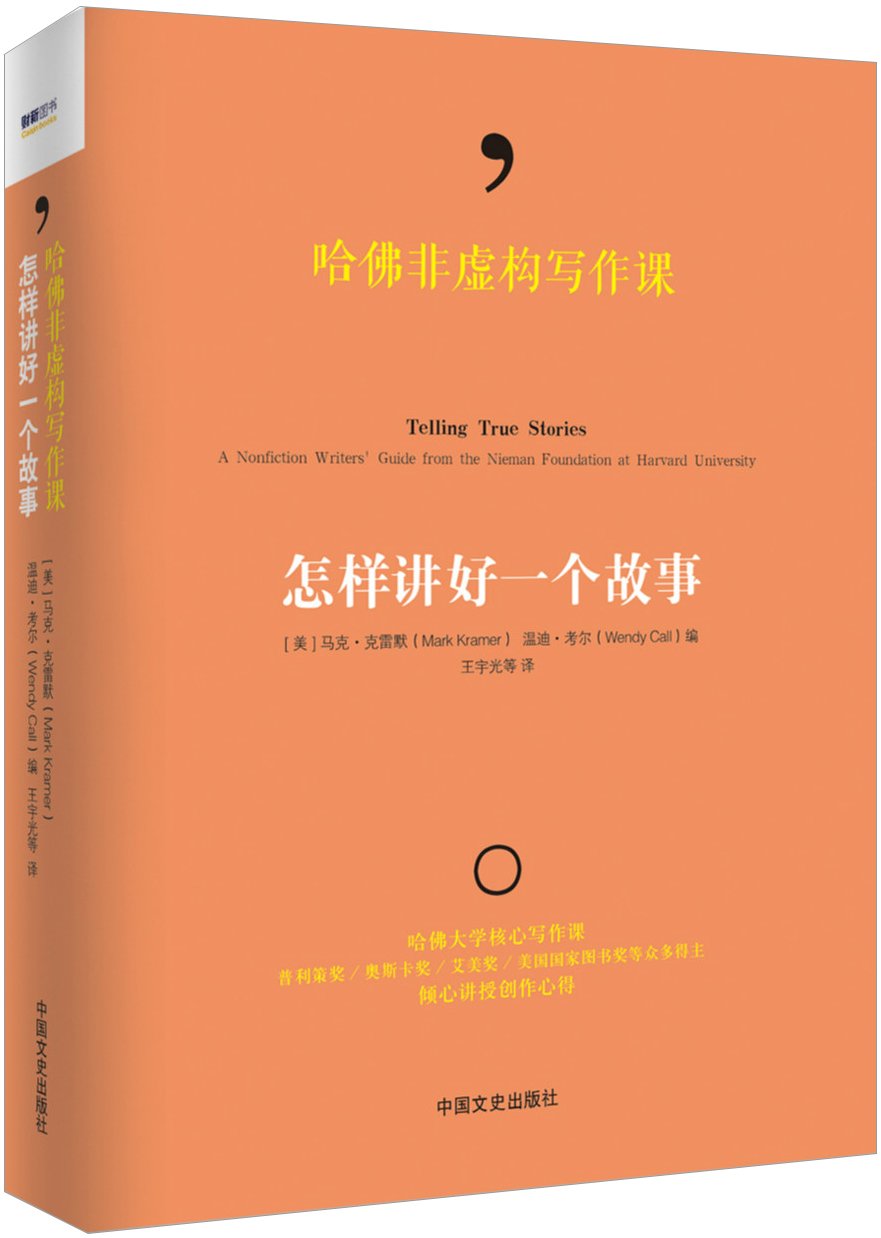 财新图书
Caixin books
，
哈佛非虚构写作课
怎样讲好一个故事
[美]马克·克雷默（Mark Kramer）
温迪·考尔（Wendy Call）编 王宇光等 译
中国文史出版社
，
哈佛非虚构写作课
Telling True Stories
A Nonfiction Writers' Guide from the Nieman Foundation at Harvard University
怎样讲好一个故事
[美]马克·克雷默（Mark Kramer） 温迪·考尔（Wendy Call）编
王宇光等 译
哈佛大学核心写作课
普利策奖/奥斯卡奖/艾美奖/美国国家图书奖等众多得主
倾心讲授创作心得
中国文史出版社